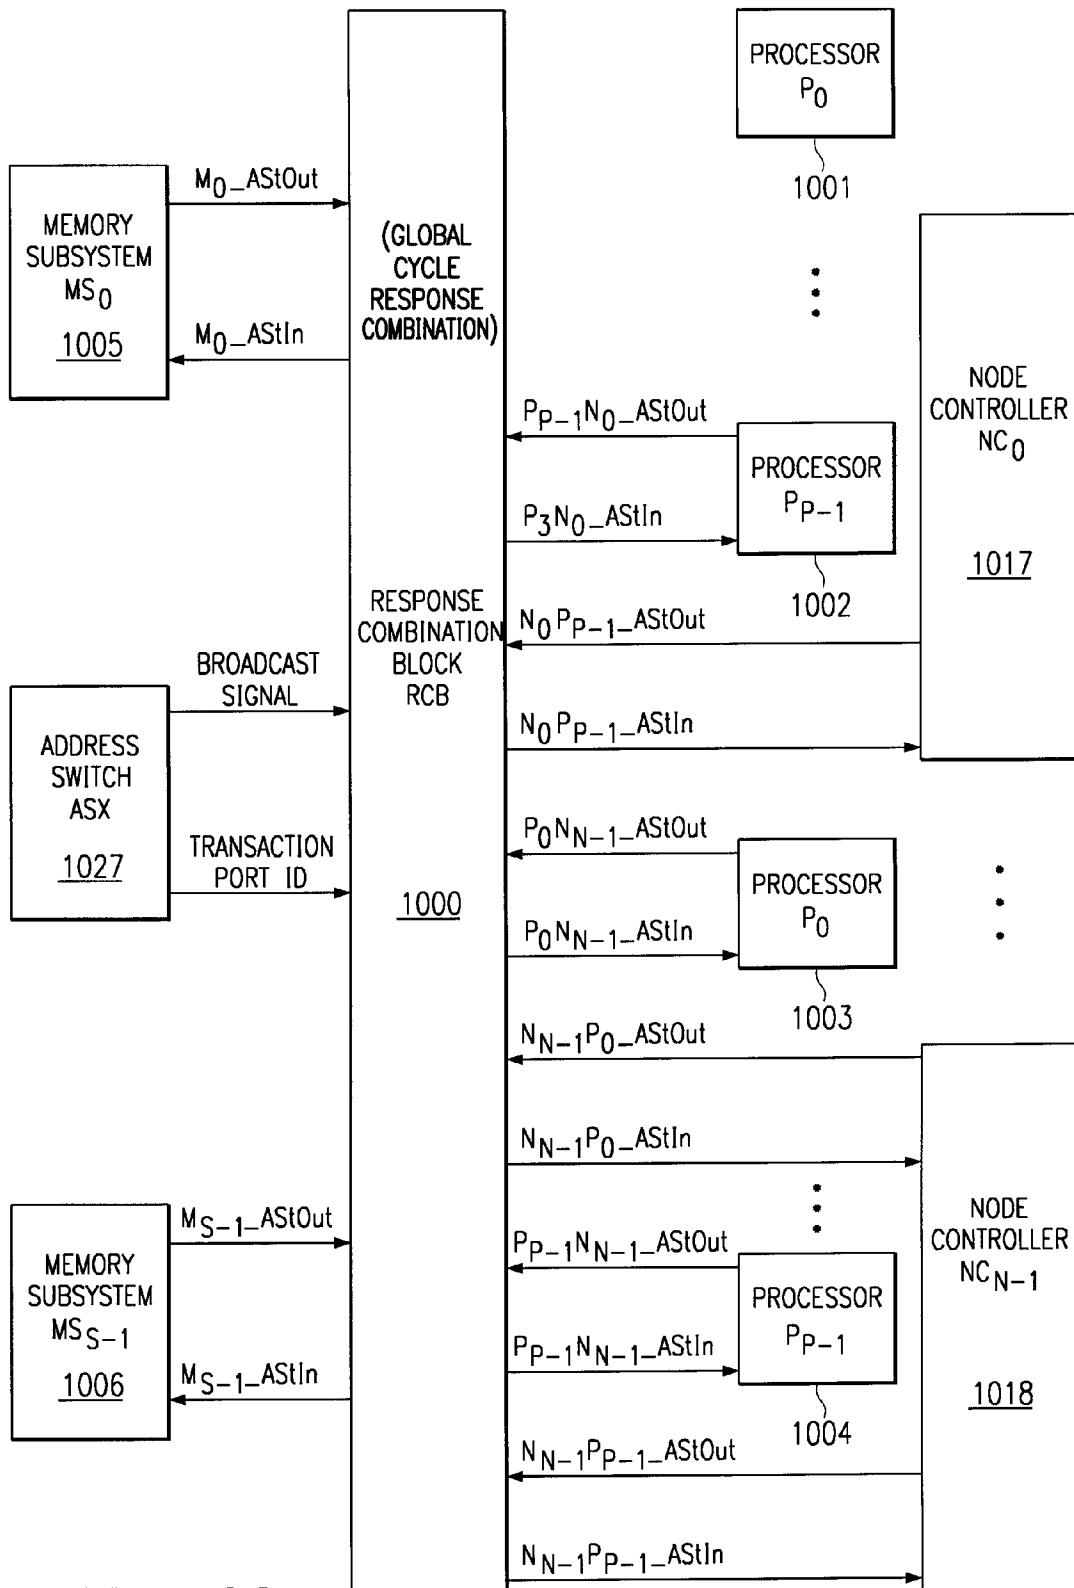 PROCESSOR
P0
1001
M0_AStOut
MEMORY
SUBSYSTEM
MS0
1005
M0_AStIn
(GLOBAL
CYCLE
RESPONSE
COMBINATION)
NODE
CONTROLLER
NC0
1017
PP-1N0_AStOut
PROCESSOR
PP-1
1002
P3N0_AStIn
N0PP-1_AStOut
N0PP-1_AStIn
RESPONSE
COMBINATION
BLOCK
RCB
1000
BROADCAST
SIGNAL
ADDRESS
SWITCH
ASX
1027
TRANSACTION
PORT ID
P0NN-1_AStOut
PROCESSOR
P0
1003
P0NN-1_AStIn
NN-1P0_AStOut
NN-1P0_AStIn
MS-1_AStOut
MEMORY
SUBSYSTEM
MSS-1
1006
MS-1_AStIn
PP-1NN-1_AStOut
PROCESSOR
PP-1
1004
PP-1NN-1_AStIn
NODE
CONTROLLER
NCN-1
1018
NN-1PP-1_AStOut
NN-1PP-1_AStIn